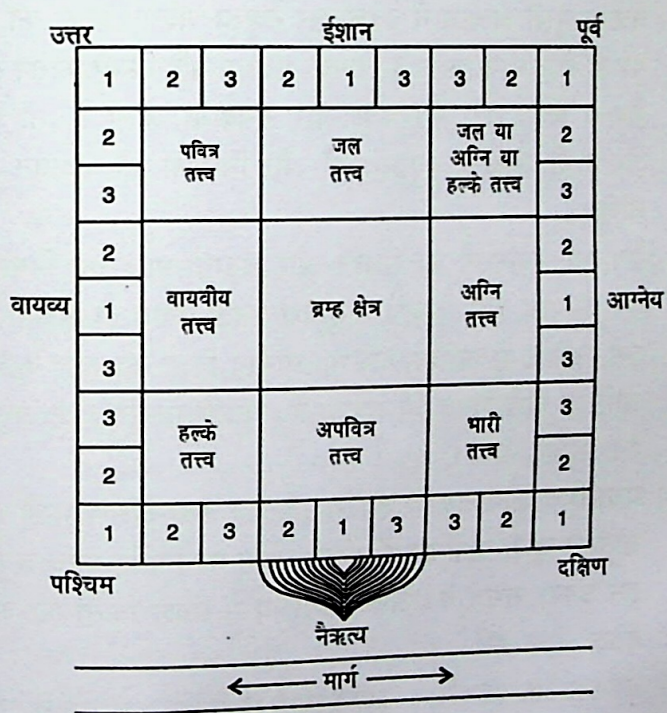 उत्तर ईशान पूर्व
1 2 3 2 1 3 3 2 1
2 पवित्र तत्त्व जल तत्त्व जल या अग्नि या हल्के तत्त्व 2
3 3
2 2
वायव्य 1 वायवीय तत्त्व ब्रम्ह क्षेत्र अग्नि तत्त्व 1 आग्नेय
3 3
3 हल्के तत्त्व अपवित्र तत्त्व भारी तत्त्व 3
2 2
1 2 3 2 1 3 3 2 1
पश्चिम दक्षिण
नैऋत्य
मार्ग